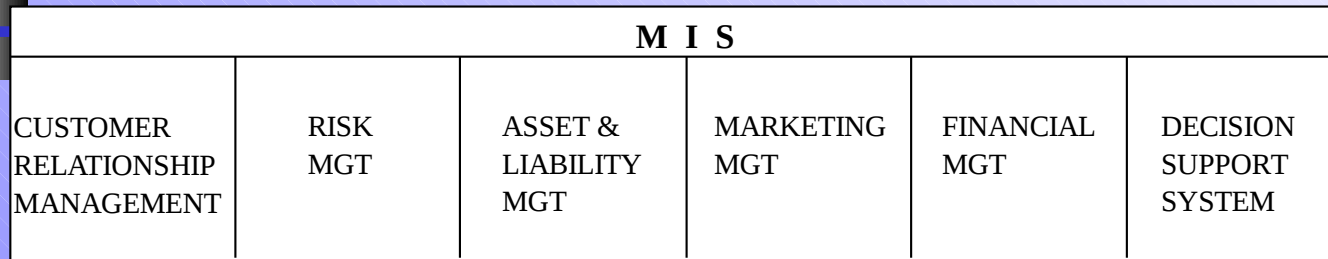 M I S
CUSTOMER
RELATIONSHIP
MANAGEMENT
RISK
MGT
ASSET &
LIABILITY
MGT
MARKETING
MGT
FINANCIAL
MGT
DECISION
SUPPORT
SYSTEM